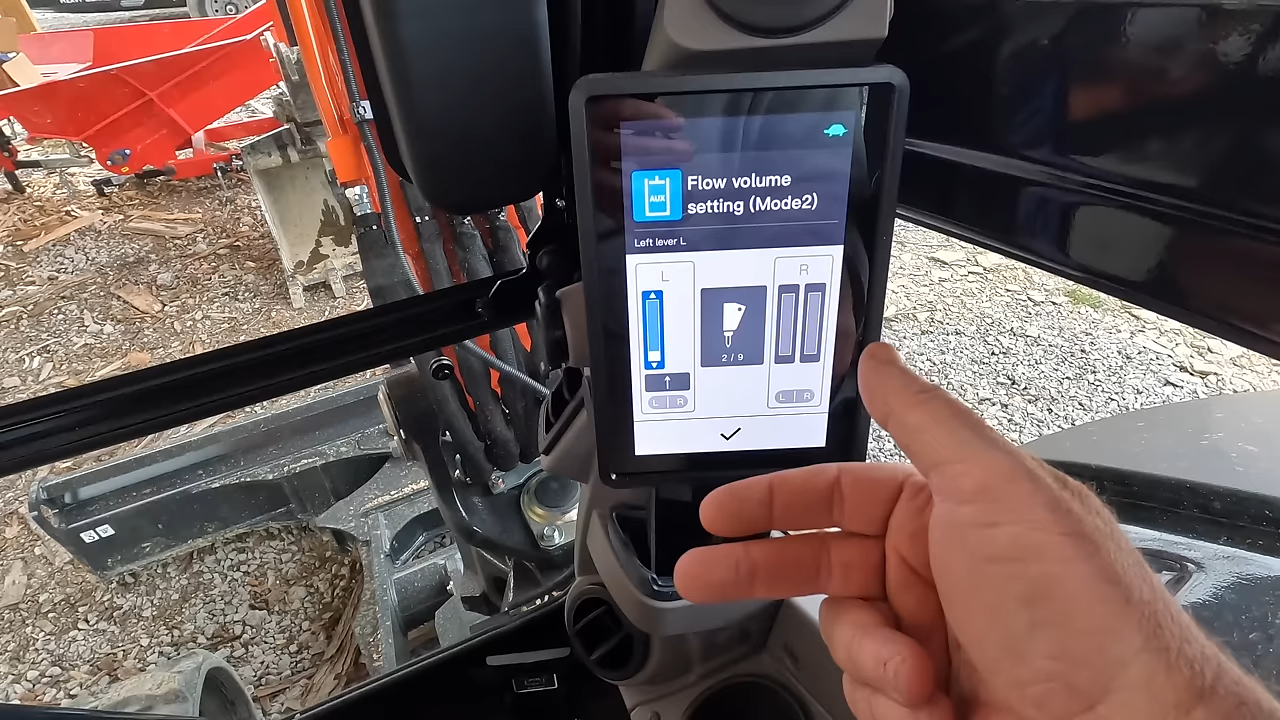 AUX
Flow volume
setting (Mode2)
Left lever L
L
R
2 / 9
L | R
L | R